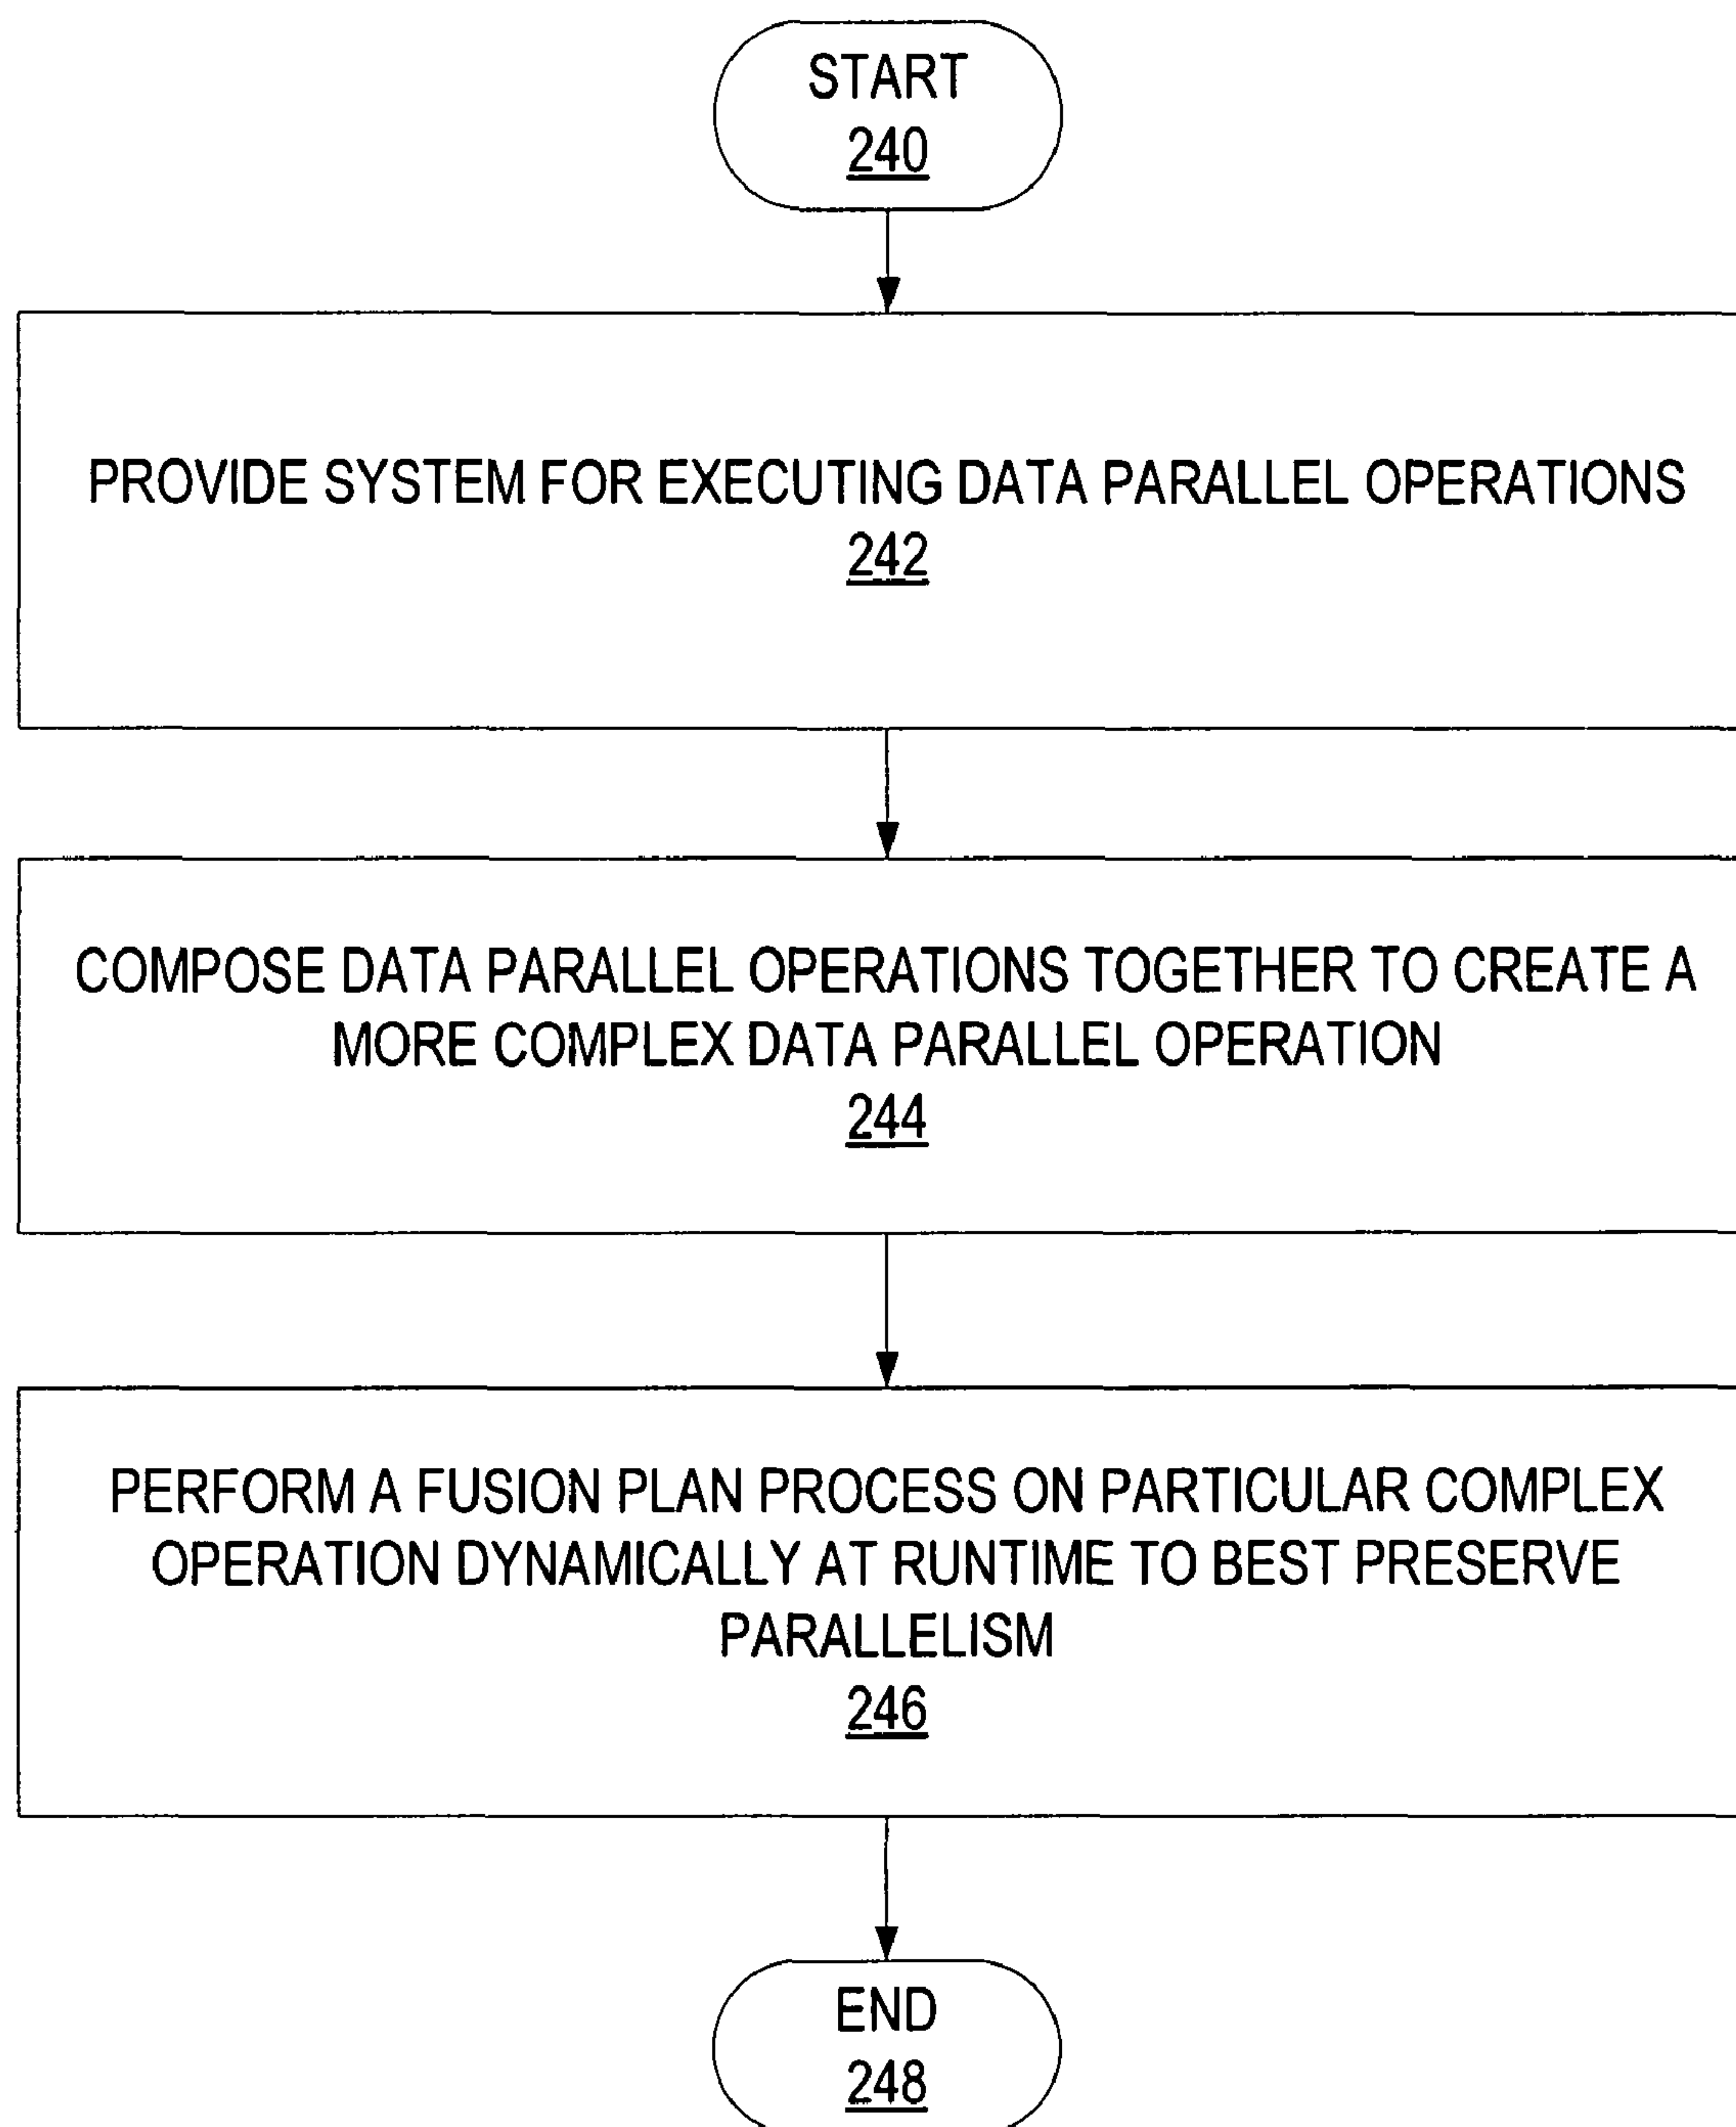 START
240
PROVIDE SYSTEM FOR EXECUTING DATA PARALLEL OPERATIONS
242
COMPOSE DATA PARALLEL OPERATIONS TOGETHER TO CREATE A
MORE COMPLEX DATA PARALLEL OPERATION
244
PERFORM A FUSION PLAN PROCESS ON PARTICULAR COMPLEX
OPERATION DYNAMICALLY AT RUNTIME TO BEST PRESERVE
PARALLELISM
246
END
248